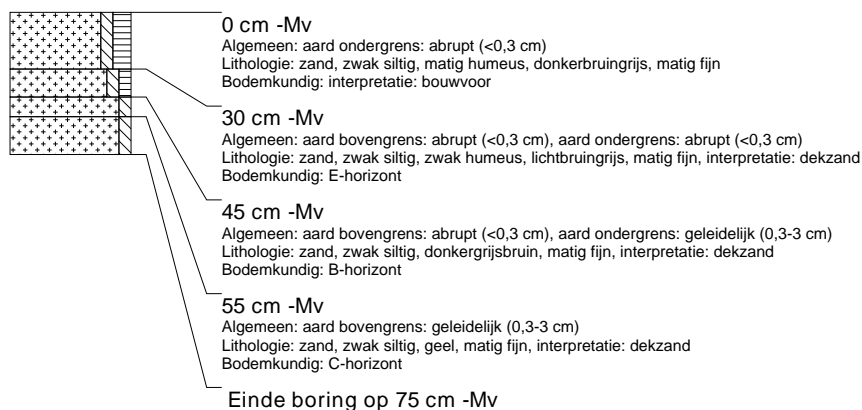 0 cm -Mv
Algemeen: aard ondergrens: abrupt (<0,3 cm)
Lithologie: zand, zwak siltig, matig humeus, donkerbruingrijs, matig fijn
Bodemkundig: interpretatie: bouwvoor
30 cm -Mv
Algemeen: aard bovengrens: abrupt (<0,3 cm), aard ondergrens: abrupt (<0,3 cm)
Lithologie: zand, zwak siltig, zwak humeus, lichtbruingrijs, matig fijn, interpretatie: dekzand
Bodemkundig: E-horizont
45 cm -Mv
Algemeen: aard bovengrens: abrupt (<0,3 cm), aard ondergrens: geleidelijk (0,3-3 cm)
Lithologie: zand, zwak siltig, donkergrijsbruin, matig fijn, interpretatie: dekzand
Bodemkundig: B-horizont
55 cm -Mv
Algemeen: aard bovengrens: geleidelijk (0,3-3 cm)
Lithologie: zand, zwak siltig, geel, matig fijn, interpretatie: dekzand
Bodemkundig: C-horizont
Einde boring op 75 cm -Mv